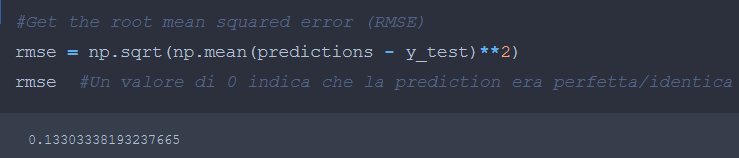 #Get the root mean squared error (RMSE)
rmse = np.sqrt(np.mean(predictions - y_test)**2)
rmse  #Un valore di 0 indica che la prediction era perfetta/identica
0.13303338193237665